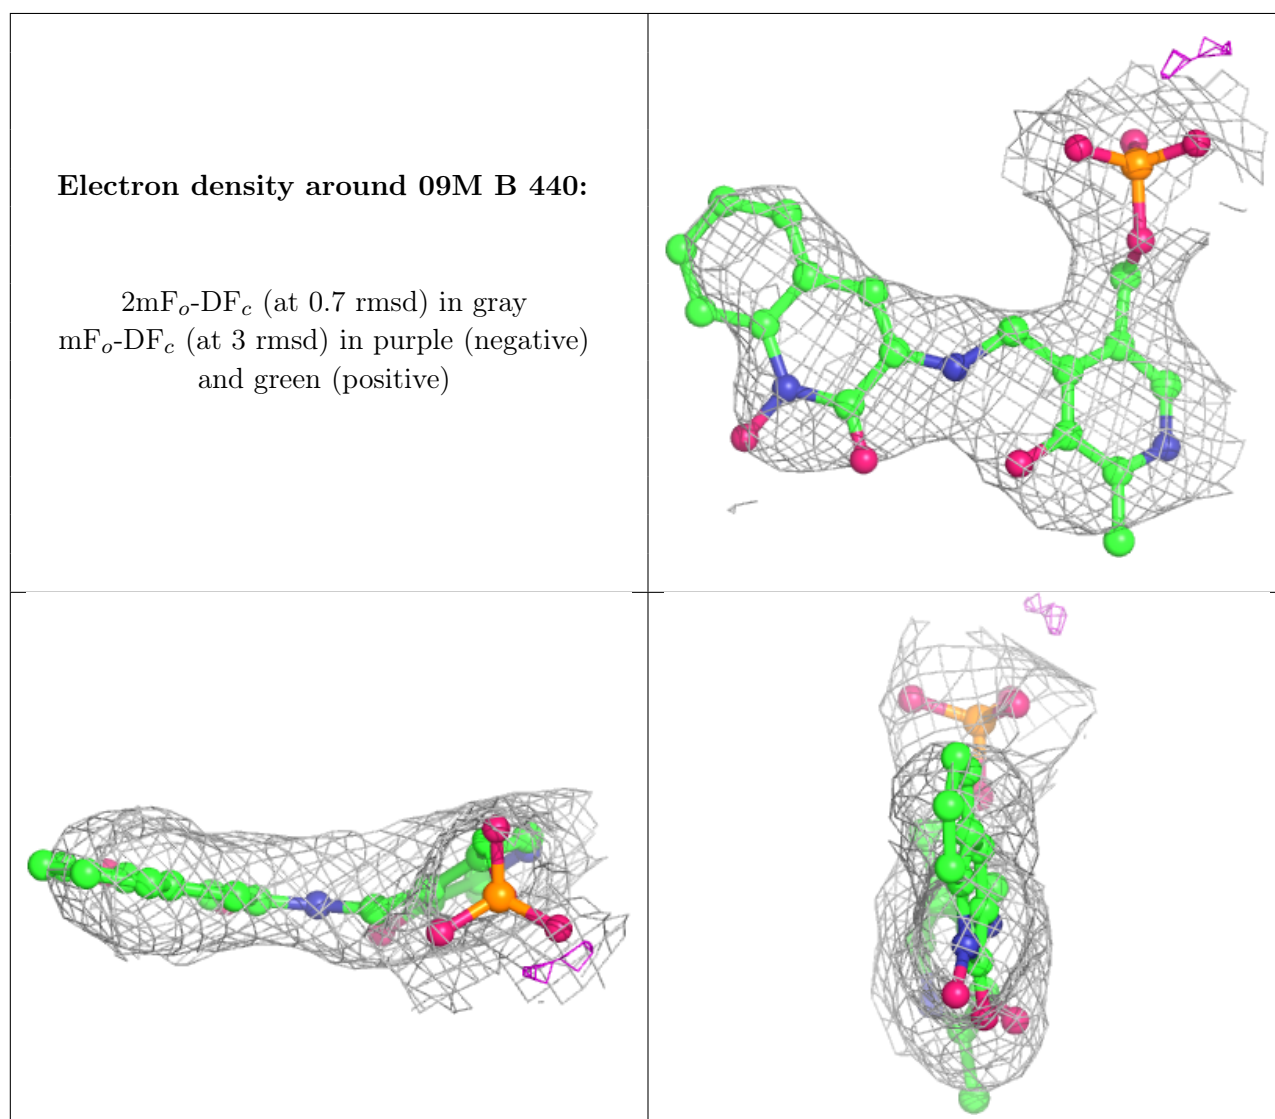 Electron density around 09M B 440:
2mFo-DFc (at 0.7 rmsd) in gray
mFo-DFc (at 3 rmsd) in purple (negative)
and green (positive)